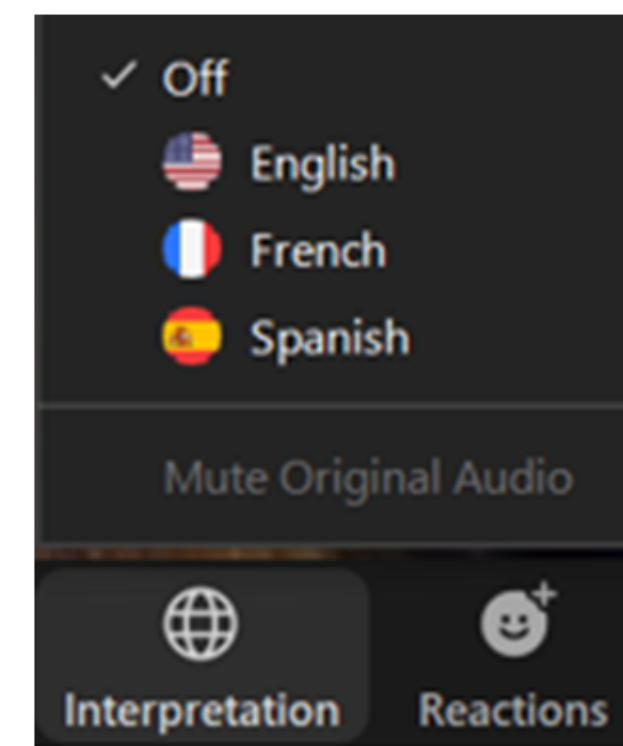 Off
English
French
Spanish
Mute Original Audio
Interpretation
Reactions